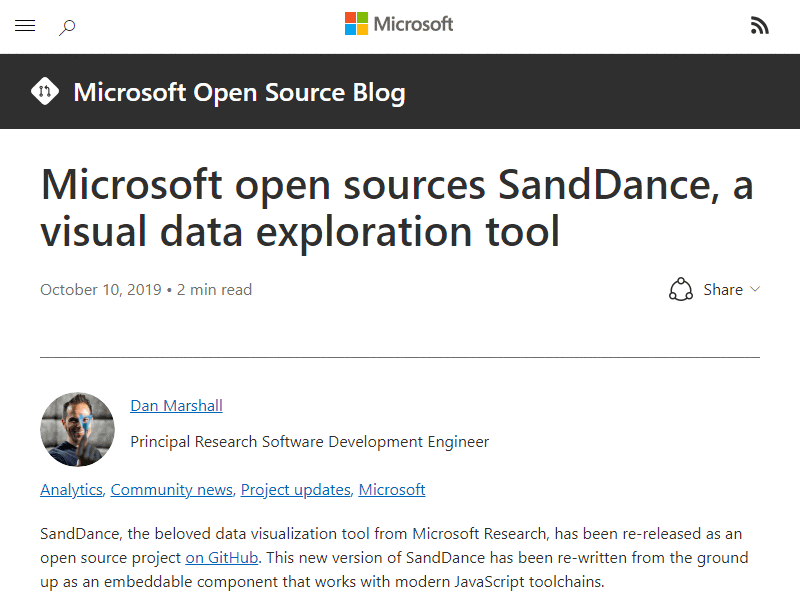 Microsoft
Microsoft Open Source Blog
Microsoft open sources SandDance, a
visual data exploration tool
October 10, 2019 • 2 min read
Share
Dan Marshall
Principal Research Software Development Engineer
Analytics, Community news, Project updates, Microsoft
SandDance, the beloved data visualization tool from Microsoft Research, has been re-released as an
open source project on GitHub. This new version of SandDance has been re-written from the ground
up as an embeddable component that works with modern JavaScript toolchains.